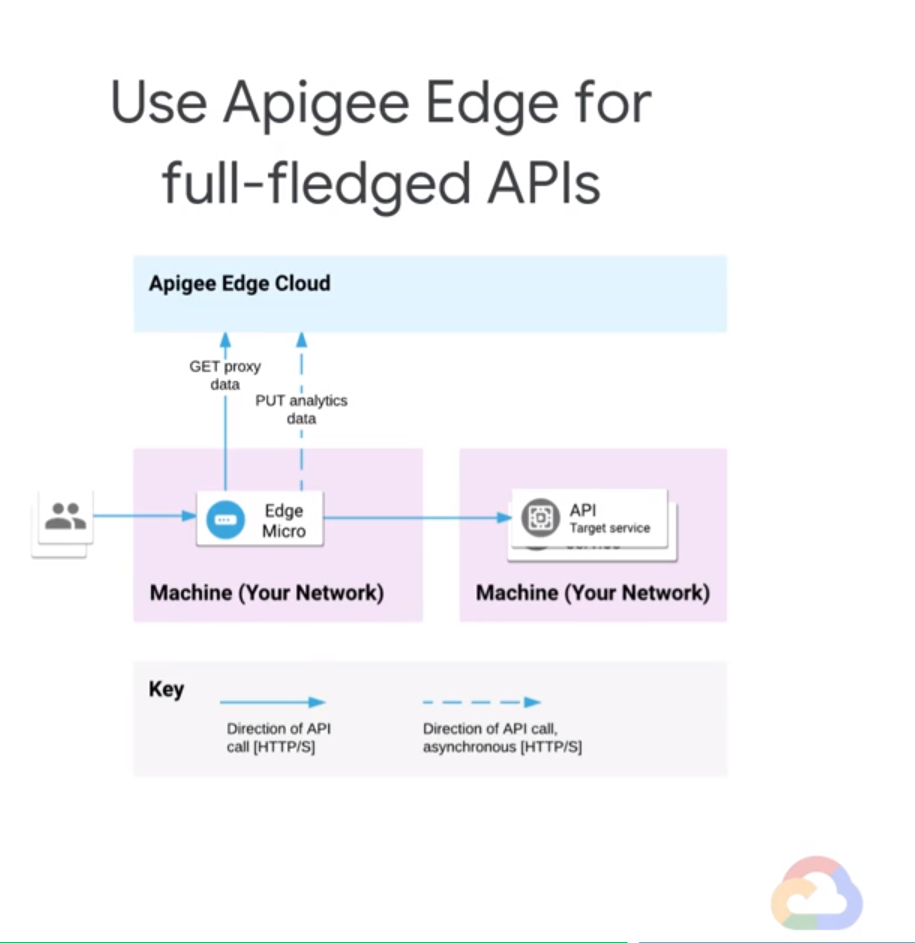 Use Apigee Edge for
full-fledged APIs
Apigee Edge Cloud
GET proxy
data
PUT analytics
data
Edge
Micro
API
Target service
Machine (Your Network)
Machine (Your Network)
Key
Direction of API
call [HTTP/S]
Direction of API call,
asynchronous [HTTP/S]